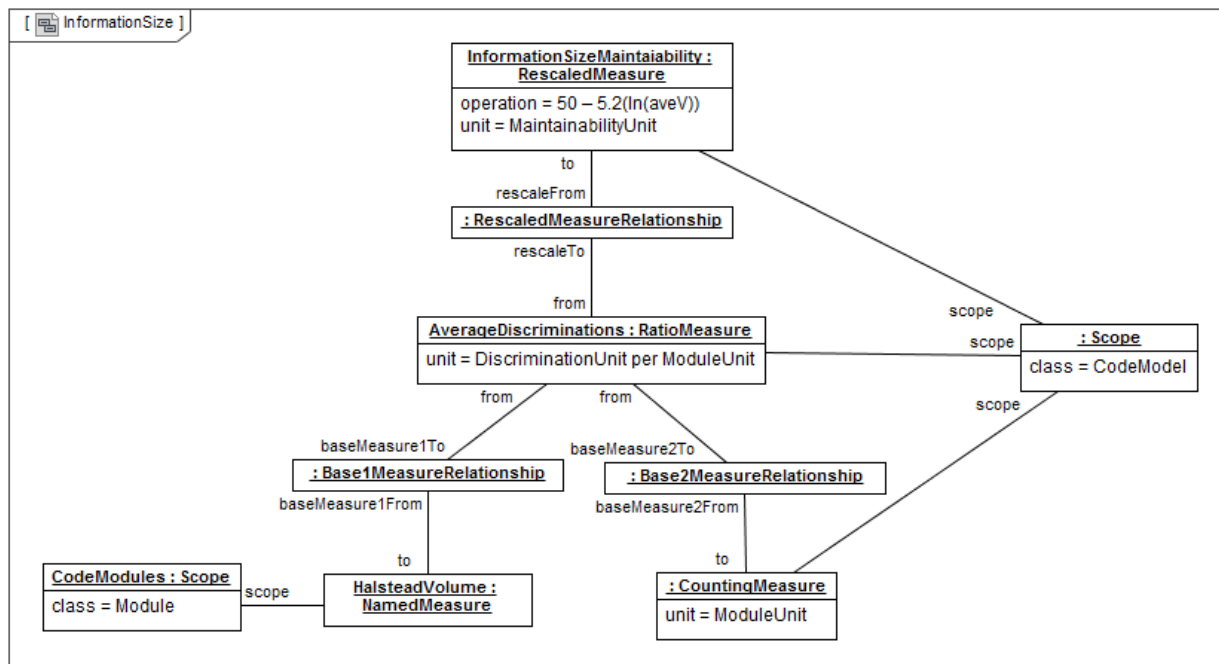 [ InformationSize ]
InformationSizeMaintaiability :
RescaledMeasure
operation = 50 – 5.2(ln(aveV))
unit = MaintainabilityUnit
to
rescaleFrom
: RescaledMeasureRelationship
rescaleTo
from
scope
AverageDiscriminations : RatioMeasure
unit = DiscriminationUnit per ModuleUnit
scope
: Scope
class = CodeModel
from
from
scope
baseMeasure1To
baseMeasure2To
: Base1MeasureRelationship
: Base2MeasureRelationship
baseMeasure1From
baseMeasure2From
to
to
CodeModules : Scope
class = Module
scope
HalsteadVolume :
NamedMeasure
: CountingMeasure
unit = ModuleUnit